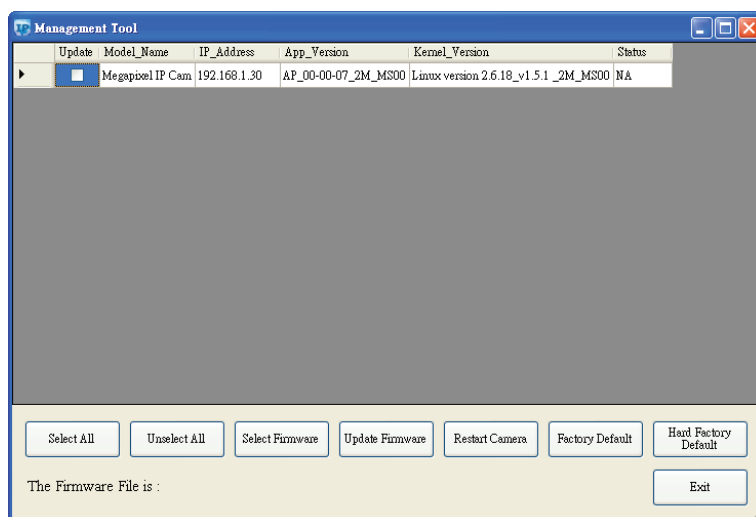 IP Management Tool
Update Model_Name IP_Address App_Version Kernel_Version Status
Megapixel IP Cam 192.168.1.30 AP_00-00-07_2M_MS00 Linux version 2.6.18_v1.5.1 _2M_MS00 NA
Select All Unselect All Select Firmware Update Firmware Restart Camera Factory Default Hard Factory
Default
The Firmware File is :
Exit